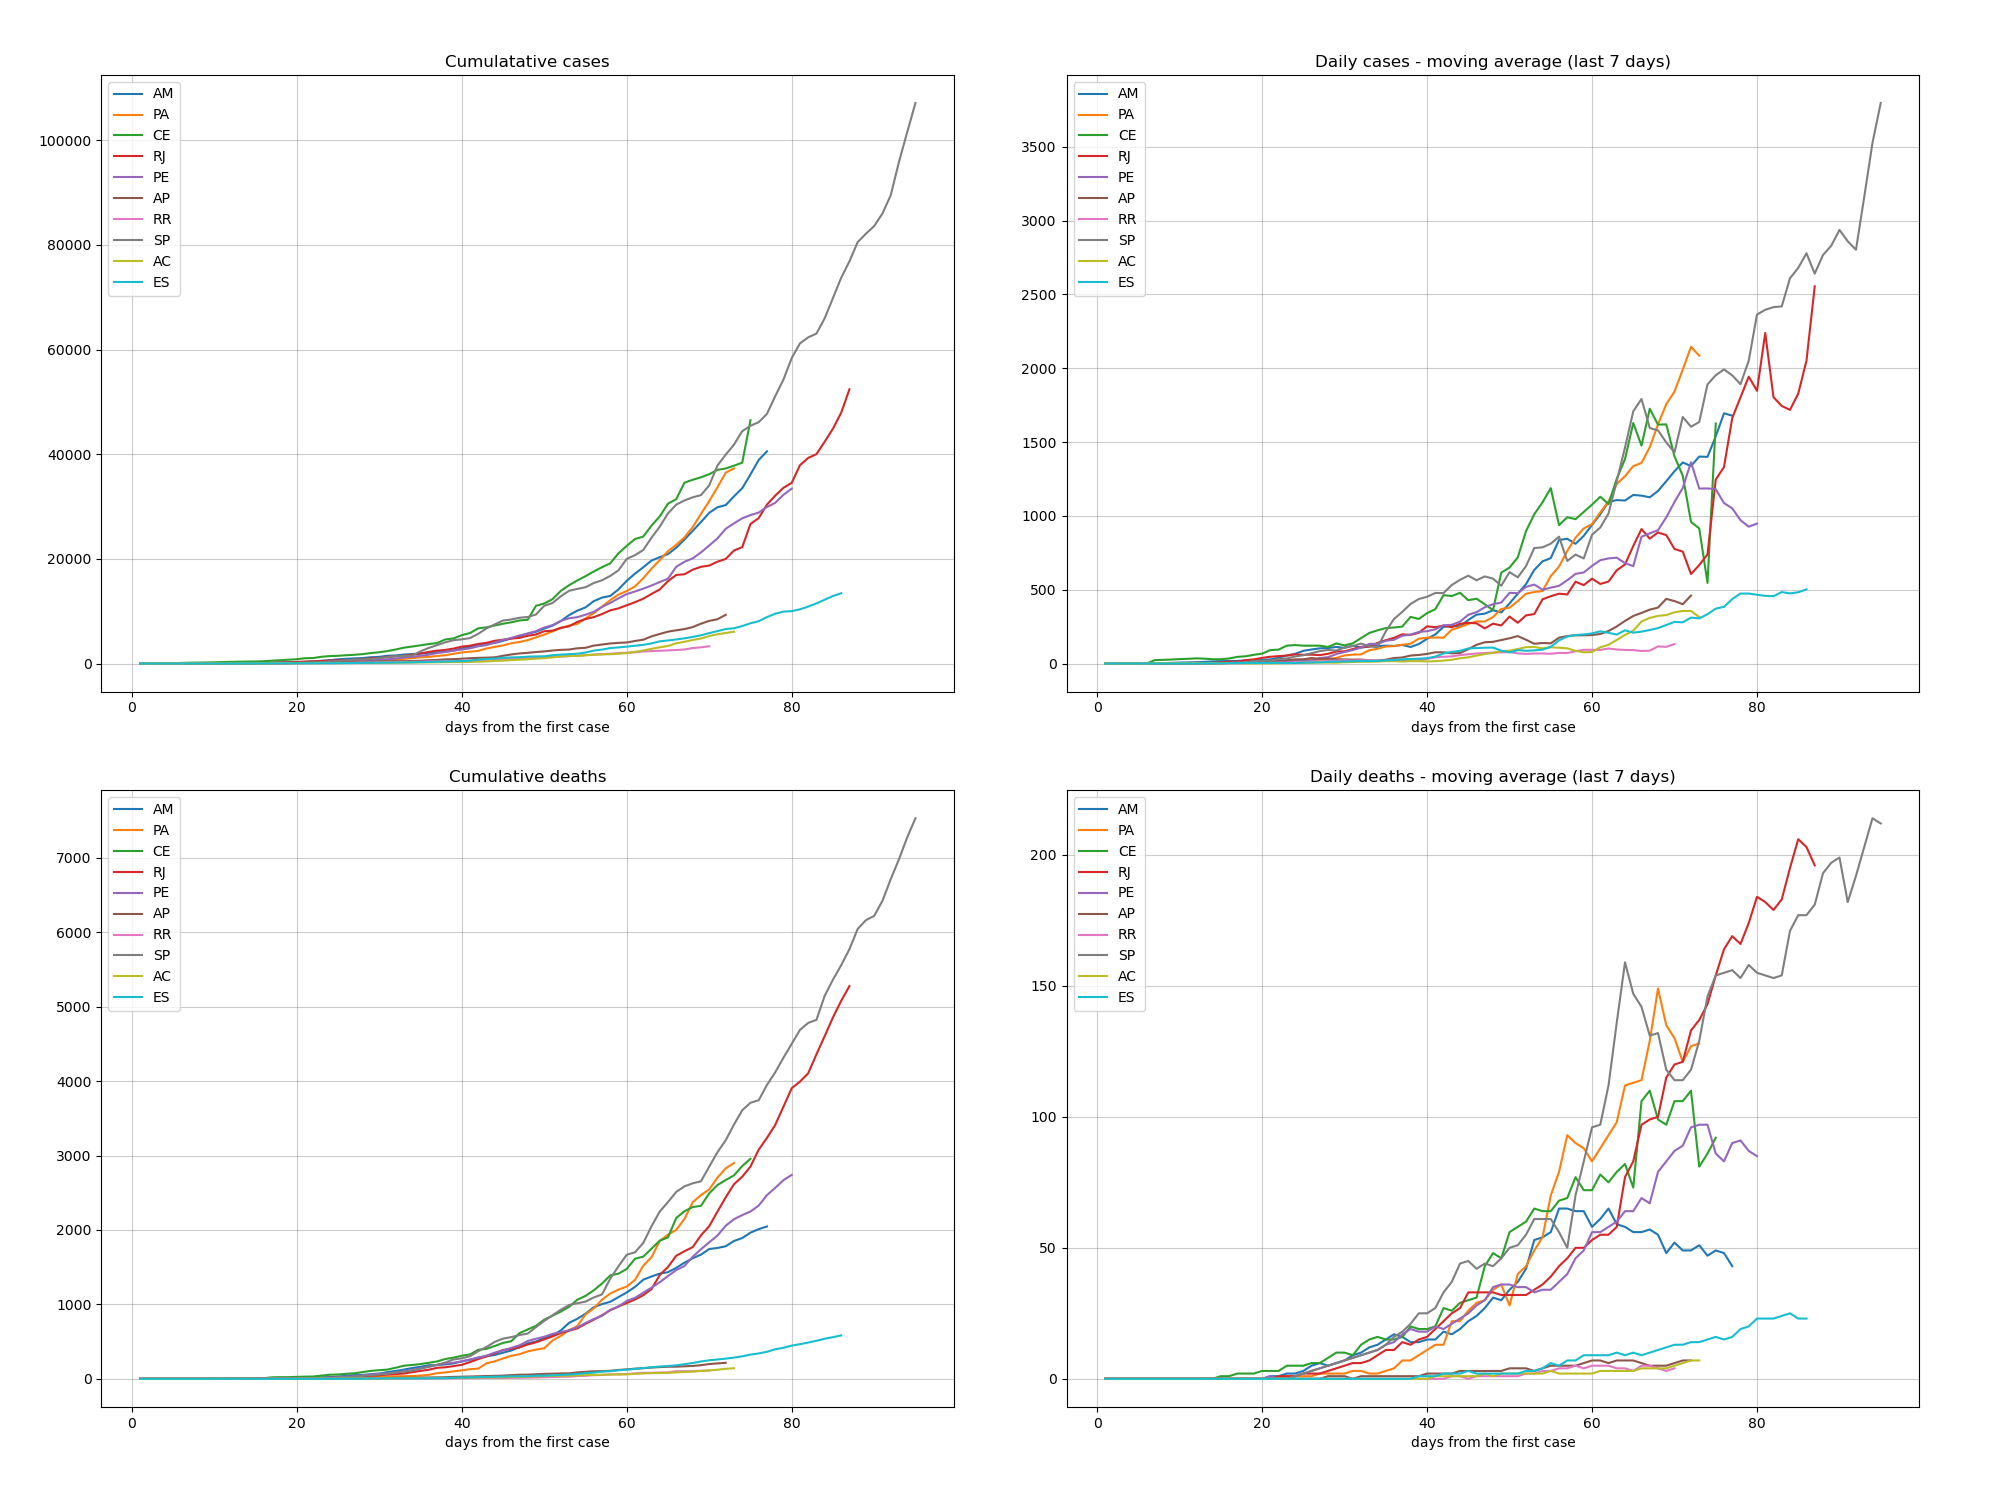 Cumulatative cases
AM
PA
CE
RJ
PE
AP
RR
SP
AC
ES
100000
80000
60000
40000
20000
0
0 20 40 60 80
days from the first case
Daily cases - moving average (last 7 days)
AM
PA
CE
RJ
PE
AP
RR
SP
AC
ES
3500
3000
2500
2000
1500
1000
500
0
0 20 40 60 80
days from the first case
Cumulative deaths
AM
PA
CE
RJ
PE
AP
RR
SP
AC
ES
7000
6000
5000
4000
3000
2000
1000
0
0 20 40 60 80
days from the first case
Daily deaths - moving average (last 7 days)
AM
PA
CE
RJ
PE
AP
RR
SP
AC
ES
200
150
100
50
0
0 20 40 60 80
days from the first case